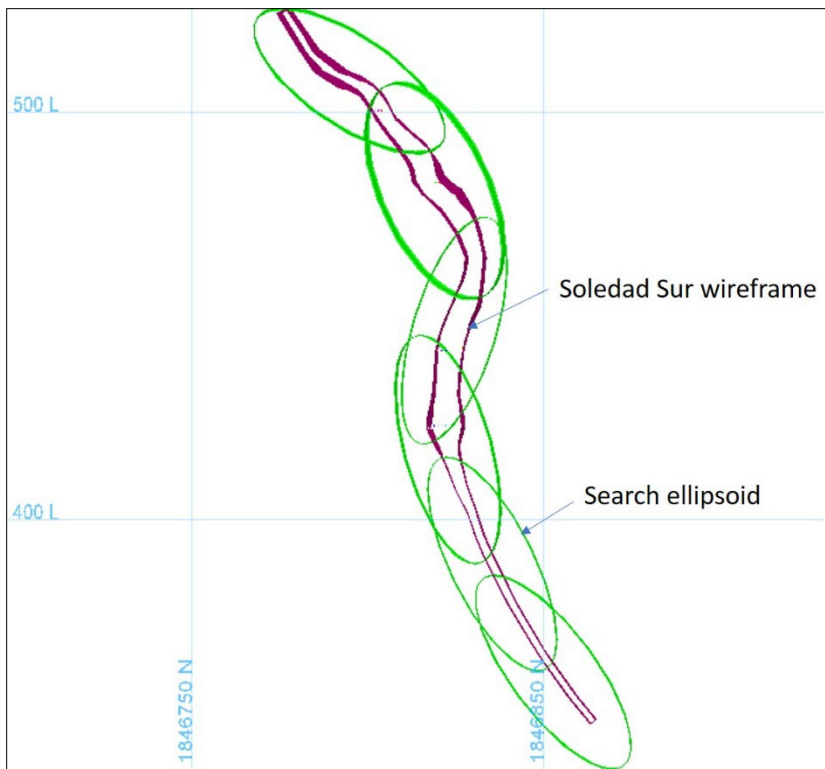 500 L
Soledad Sur wireframe
Search ellipsoid
400 L
1846750 N
1846850 N